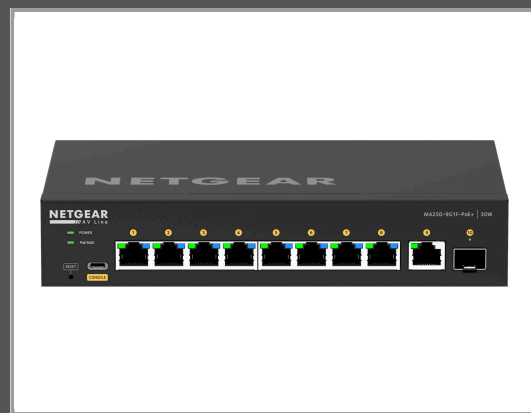 NETGEAR
NETGEAR
AV Line
M4250-9G1F-PoE+ | 30W
POWER
PoE MAX
1 2 3 4 5 6 7 8 9 10
RESET
CONSOLE